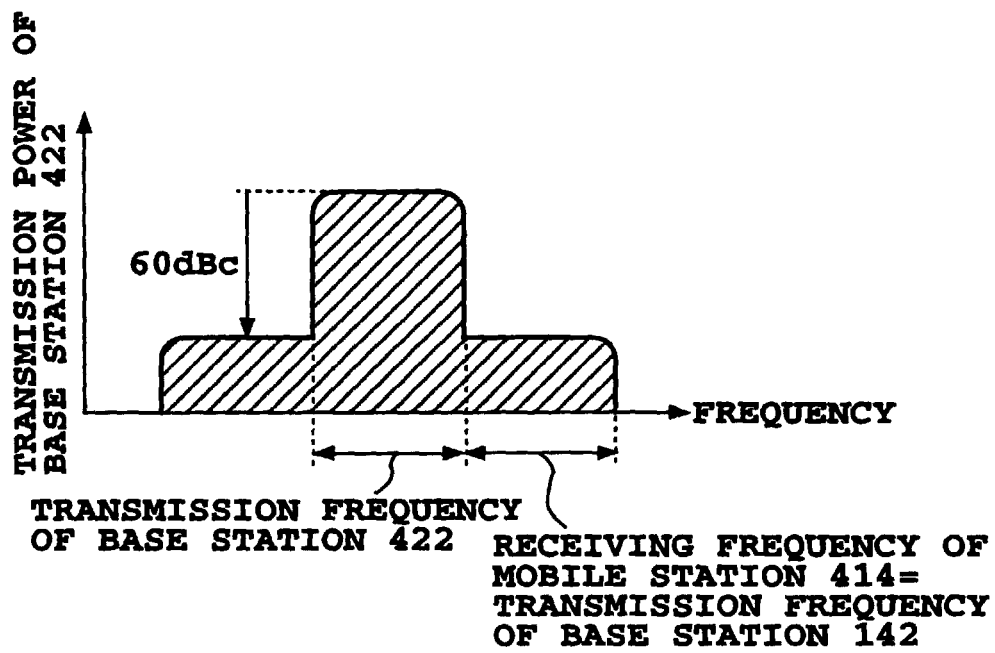 TRANSMISSION POWER OF
BASE STATION 422
60dBc
FREQUENCY
TRANSMISSION FREQUENCY
OF BASE STATION 422
RECEIVING FREQUENCY OF
MOBILE STATION 414=
TRANSMISSION FREQUENCY
OF BASE STATION 142